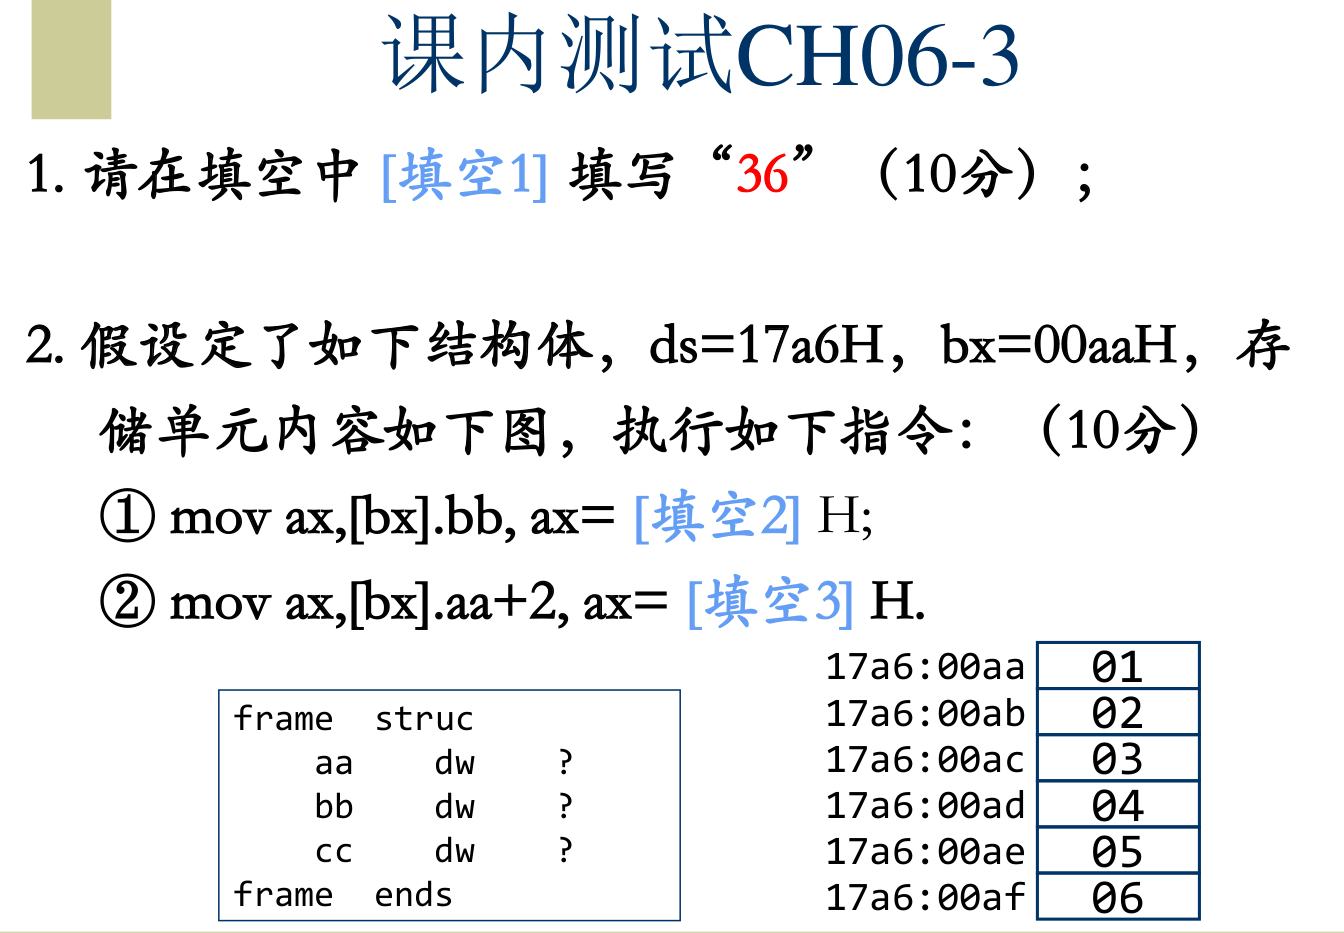 课内测试CH06-3
1. 请在填空中 [填空1] 填写“36”（10分）；
2. 假设定了如下结构体，ds=17a6H，bx=00aaH，存
储单元内容如下图，执行如下指令：（10分）
① mov ax,[bx].bb, ax= [填空2] H;
② mov ax,[bx].aa+2, ax= [填空3] H.
frame struc
aa dw ?
bb dw ?
cc dw ?
frame ends
17a6:00aa 01
17a6:00ab 02
17a6:00ac 03
17a6:00ad 04
17a6:00ae 05
17a6:00af 06